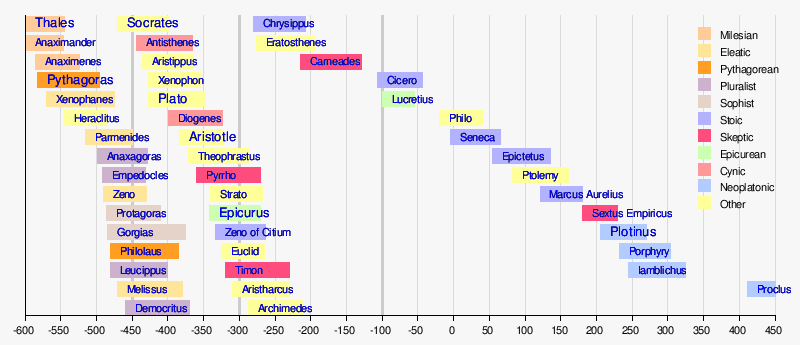 Thales
Socrates
Chrysippus
Anaximander
Antisthenes
Eratosthenes
Anaximenes
Aristippus
Carneades
Pythagoras
Xenophon
Cicero
Xenophanes
Plato
Lucretius
Heraclitus
Diogenes
Philo
Parmenides
Aristotle
Seneca
Anaxagoras
Theophrastus
Epictetus
Empedocles
Pyrrho
Ptolemy
Zeno
Strato
Marcus Aurelius
Protagoras
Epicurus
Sextus Empiricus
Gorgias
Zeno of Citium
Plotinus
Philolaus
Euclid
Porphyry
Leucippus
Timon
Iamblichus
Melissus
Aristharcus
Proclus
Democritus
Archimedes
Milesian
Eleatic
Pythagorean
Pluralist
Sophist
Stoic
Skeptic
Epicurean
Cynic
Neoplatonic
Other
-600 -550 -500 -450 -400 -350 -300 -250 -200 -150 -100 -50 0 50 100 150 200 250 300 350 400 450